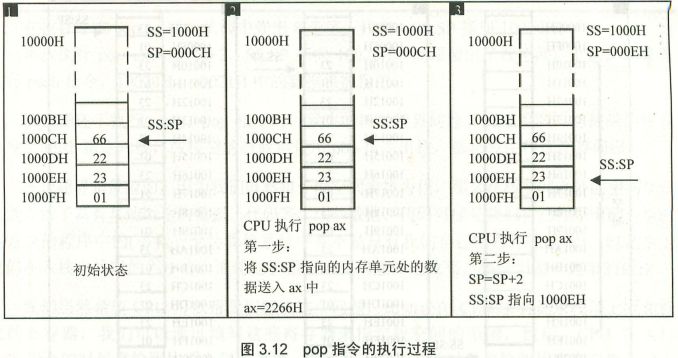 1
SS=1000H
10000H
SP=000CH
1000BH
1000CH 66 SS:SP
1000DH 22
1000EH 23
1000FH 01
初始状态
2
SS=1000H
10000H
SP=000CH
1000BH
1000CH 66 SS:SP
1000DH 22
1000EH 23
1000FH 01
CPU 执行 pop ax
第一步：
将 SS:SP 指向的内存单元处的数
据送入 ax 中
ax=2266H
3
SS=1000H
10000H
SP=000EH
1000BH
1000CH 66
1000DH 22
SS:SP
1000EH 23
1000FH 01
CPU 执行 pop ax
第二步：
SP=SP+2
SS:SP 指向 1000EH
图 3.12 pop 指令的执行过程